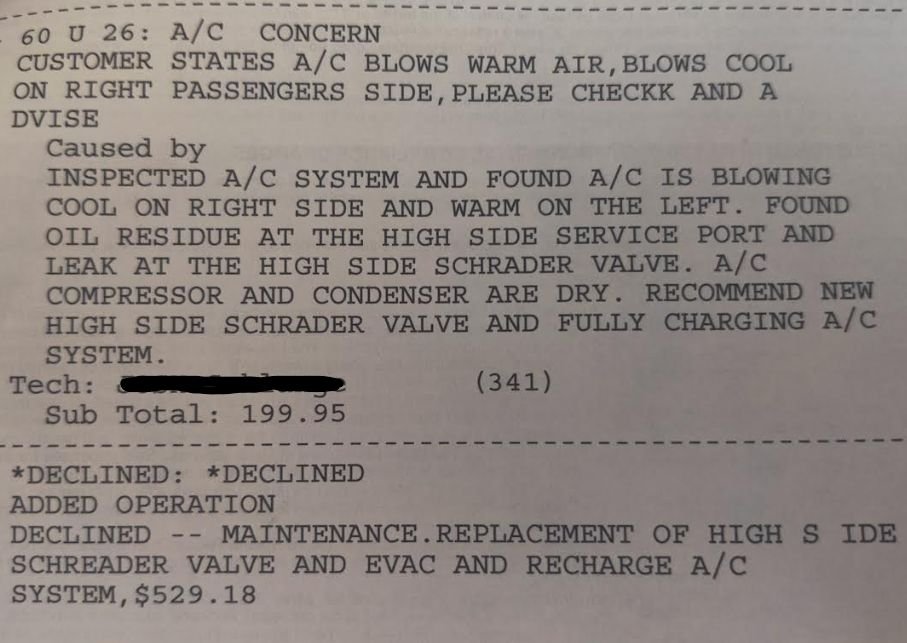 60 U 26: A/C CONCERN
CUSTOMER STATES A/C BLOWS WARM AIR,BLOWS COOL
ON RIGHT PASSENGERS SIDE,PLEASE CHECKK AND A
DVISE
Caused by
INSPECTED A/C SYSTEM AND FOUND A/C IS BLOWING
COOL ON RIGHT SIDE AND WARM ON THE LEFT. FOUND
OIL RESIDUE AT THE HIGH SIDE SERVICE PORT AND
LEAK AT THE HIGH SIDE SCHRADER VALVE. A/C
COMPRESSOR AND CONDENSER ARE DRY. RECOMMEND NEW
HIGH SIDE SCHRADER VALVE AND FULLY CHARGING A/C
SYSTEM.
Tech: (341)
Sub Total: 199.95
*DECLINED: *DECLINED
ADDED OPERATION
DECLINED -- MAINTENANCE.REPLACEMENT OF HIGH S IDE
SCHREADER VALVE AND EVAC AND RECHARGE A/C
SYSTEM,$529.18